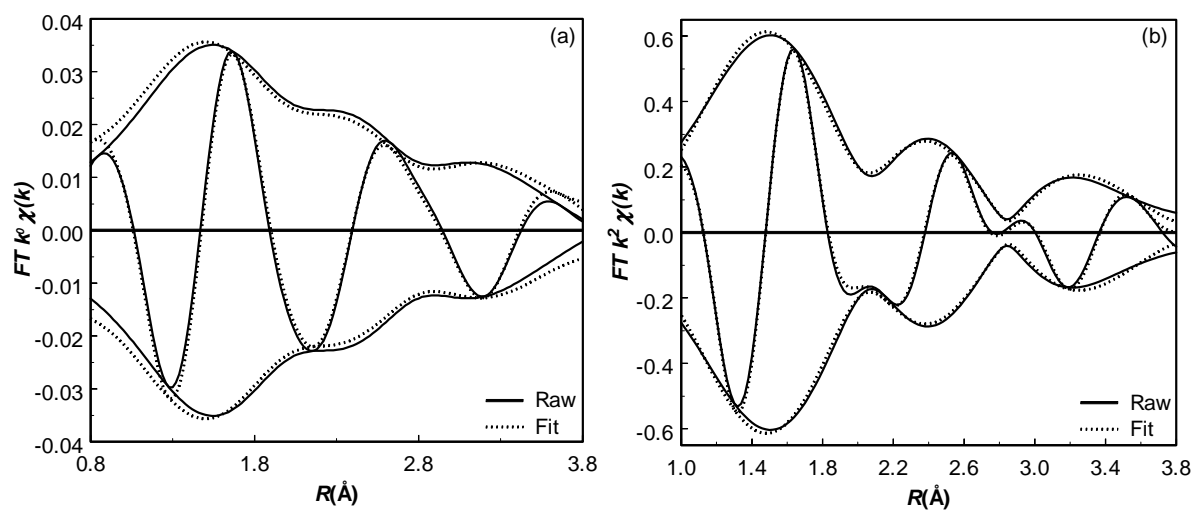 0.04
0.03
0.02
0.01
0.00
-0.01
-0.02
-0.03
-0.04
FT k⁰ χ(k)
(a)
Raw
Fit
0.8
1.8
2.8
3.8
R(Å)
0.6
0.4
0.2
0.0
-0.2
-0.4
-0.6
FT k² χ(k)
(b)
Raw
Fit
1.0
1.4
1.8
2.2
2.6
3.0
3.4
3.8
R(Å)